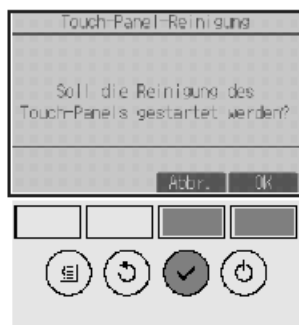 Touch-Panel-Reinigung
Soll die Reinigung des
Touch-Panels gestartet werden?
Abbr. OK